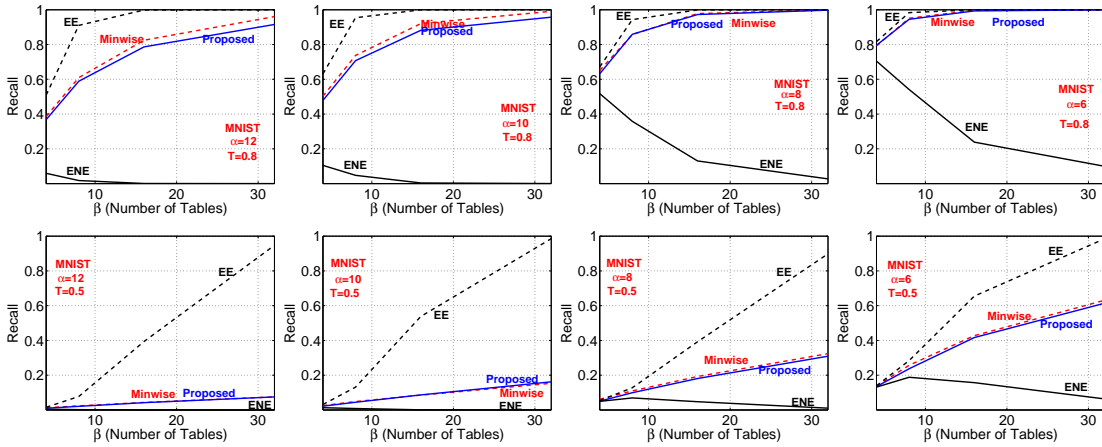 1
0.8
0.6
0.4
0.2
Recall
EE
Minwise
Proposed
MNIST
α=12
T=0.8
ENE
10 20 30
β (Number of Tables)
1
0.8
0.6
0.4
0.2
Recall
EE
Minwise
Proposed
MNIST
α=10
T=0.8
ENE
10 20 30
β (Number of Tables)
1
0.8
0.6
0.4
0.2
Recall
EE
Minwise
Proposed
MNIST
α=8
T=0.8
ENE
10 20 30
β (Number of Tables)
1
0.8
0.6
0.4
0.2
Recall
EE
Minwise
Proposed
MNIST
α=6
T=0.8
ENE
10 20 30
β (Number of Tables)
1
0.8
0.6
0.4
0.2
Recall
MNIST
α=12
T=0.5
EE
Minwise
Proposed
ENE
10 20 30
β (Number of Tables)
1
0.8
0.6
0.4
0.2
Recall
MNIST
α=10
T=0.5
EE
Proposed
Minwise
ENE
10 20 30
β (Number of Tables)
1
0.8
0.6
0.4
0.2
Recall
MNIST
α=8
T=0.5
EE
Minwise
Proposed
ENE
10 20 30
β (Number of Tables)
1
0.8
0.6
0.4
0.2
Recall
MNIST
α=6
T=0.5
EE
Minwise
Proposed
ENE
10 20 30
β (Number of Tables)